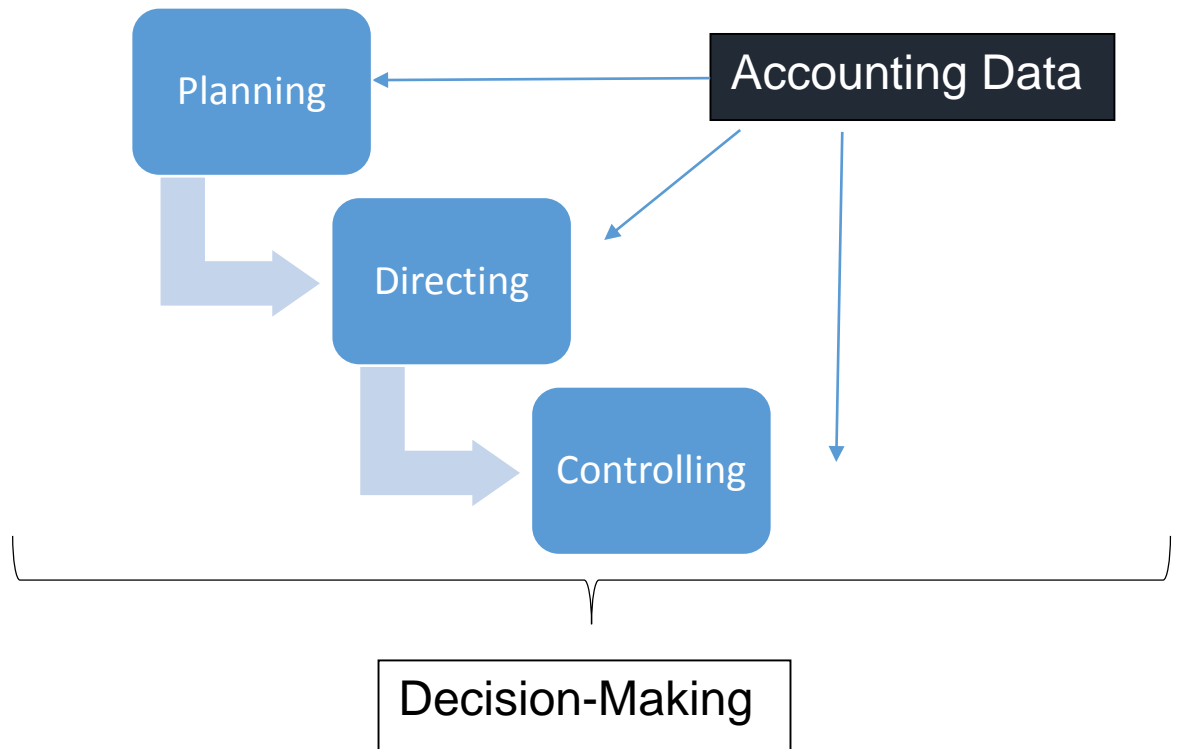 Planning
Accounting Data
Directing
Controlling
Decision-Making